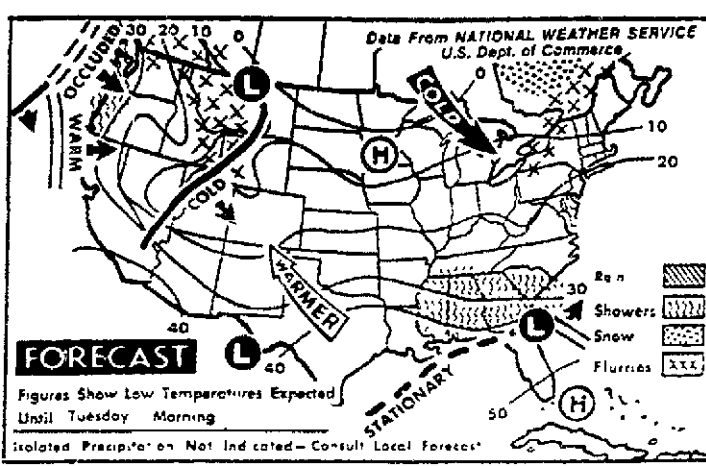 Data From NATIONAL WEATHER SERVICE
U.S. Dept. of Commerce
30 20 10 0
OCCLUDED
L
COLD
0
WARM
H
10
20
COLD
WARMER
Rain
30
Showers
L
Snow
40
L
40
Flurries
FORECAST
Figures Show Low Temperatures Expected
Until Tuesday Morning
STATIONARY
50
H
Isolated Precipitation Not Indicated – Consult Local Forecast